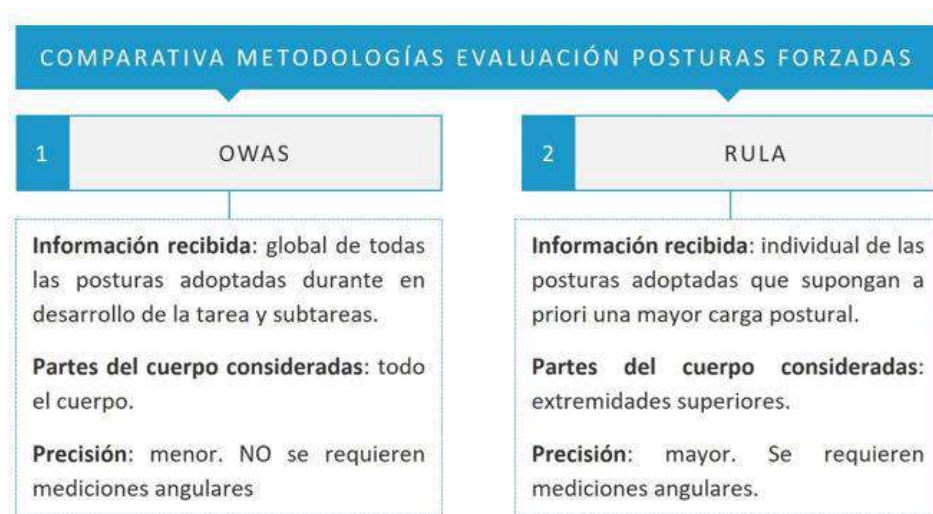 COMPARATIVA METODOLOGÍAS EVALUACIÓN POSTURAS FORZADAS
1
OWAS
Información recibida: global de todas
las posturas adoptadas durante en
desarrollo de la tarea y subtareas.
Partes del cuerpo consideradas: todo
el cuerpo.
Precisión: menor. NO se requieren
mediciones angulares
2
RULA
Información recibida: individual de las
posturas adoptadas que supongan a
priori una mayor carga postural.
Partes del cuerpo consideradas:
extremidades superiores.
Precisión: mayor. Se requieren
mediciones angulares.